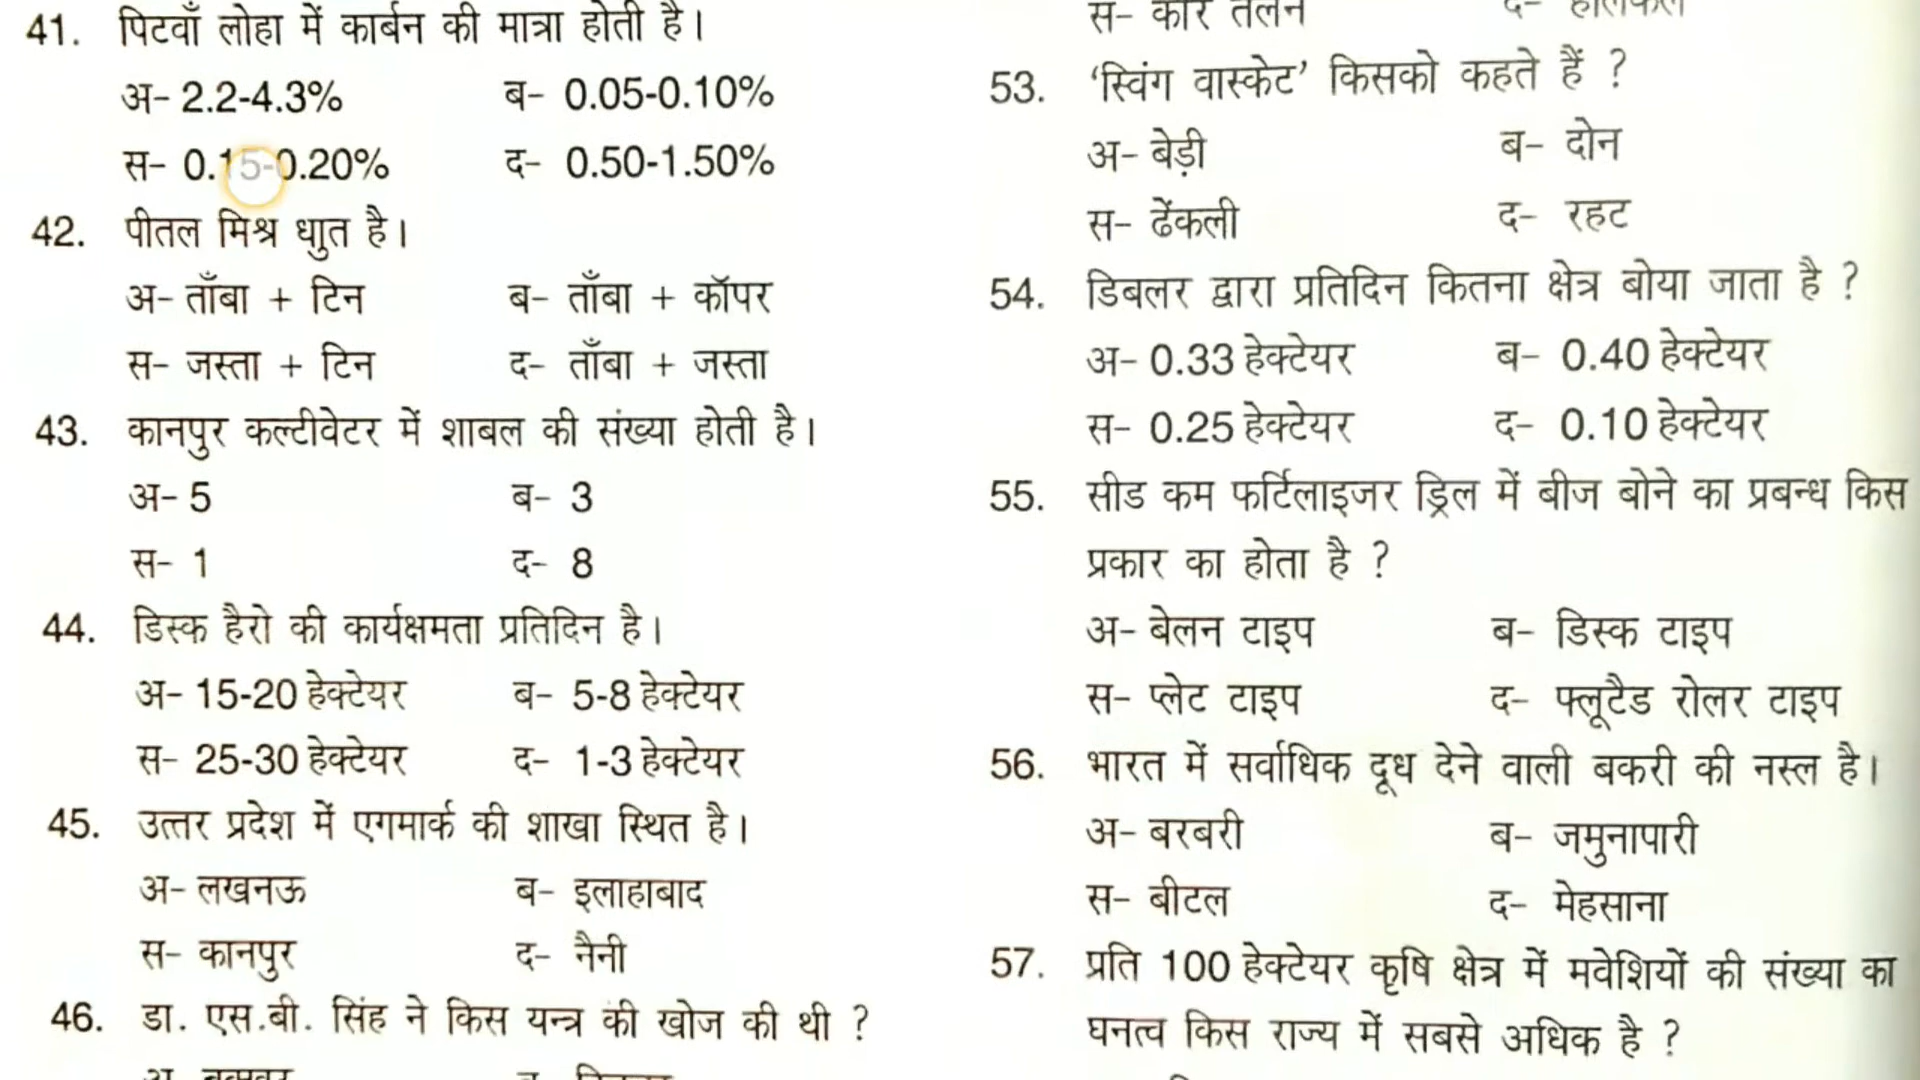 41. पिटवाँ लोहा में कार्बन की मात्रा होती है।
अ- 2.2-4.3% ब- 0.05-0.10%
स- 0.15-0.20% द- 0.50-1.50%
42. पीतल मिश्र धाुत है।
अ- ताँबा + टिन ब- ताँबा + कॉपर
स- जस्ता + टिन द- ताँबा + जस्ता
43. कानपुर कल्टीवेटर में शाबल की संख्या होती है।
अ- 5 ब- 3
स- 1 द- 8
44. डिस्क हैरो की कार्यक्षमता प्रतिदिन है।
अ- 15-20 हेक्टेयर ब- 5-8 हेक्टेयर
स- 25-30 हेक्टेयर द- 1-3 हेक्टेयर
45. उत्तर प्रदेश में एगमार्क की शाखा स्थित है।
अ- लखनऊ ब- इलाहाबाद
स- कानपुर द- नैनी
46. डा. एस.बी. सिंह ने किस यन्त्र की खोज की थी ?
स- कार तलन द-
53. ‘स्विंग वास्केट’ किसको कहते हैं ?
अ- बेड़ी ब- दोन
स- ढेंकली द- रहट
54. डिबलर द्वारा प्रतिदिन कितना क्षेत्र बोया जाता है ?
अ- 0.33 हेक्टेयर ब- 0.40 हेक्टेयर
स- 0.25 हेक्टेयर द- 0.10 हेक्टेयर
55. सीड कम फर्टिलाइजर ड्रिल में बीज बोने का प्रबन्ध किस
प्रकार का होता है ?
अ- बेलन टाइप ब- डिस्क टाइप
स- प्लेट टाइप द- फ्लूटैड रोलर टाइप
56. भारत में सर्वाधिक दूध देने वाली बकरी की नस्ल है।
अ- बरबरी ब- जमुनापारी
स- बीटल द- मेहसाना
57. प्रति 100 हेक्टेयर कृषि क्षेत्र में मवेशियों की संख्या का
घनत्व किस राज्य में सबसे अधिक है ?